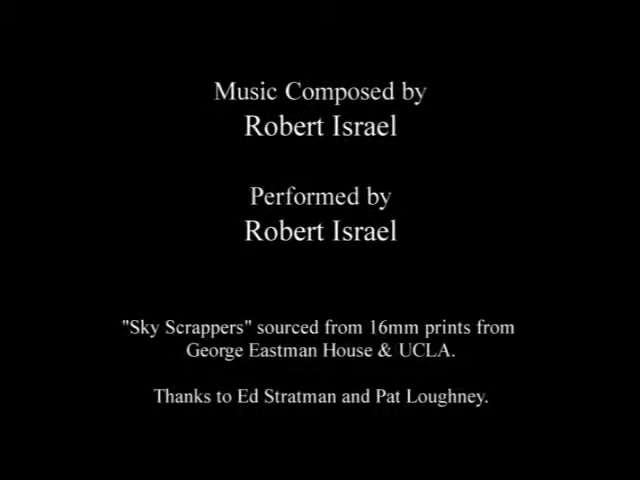 Music Composed by
Robert Israel
Performed by
Robert Israel
"Sky Scrappers" sourced from 16mm prints from
George Eastman House & UCLA.
Thanks to Ed Stratman and Pat Loughney.